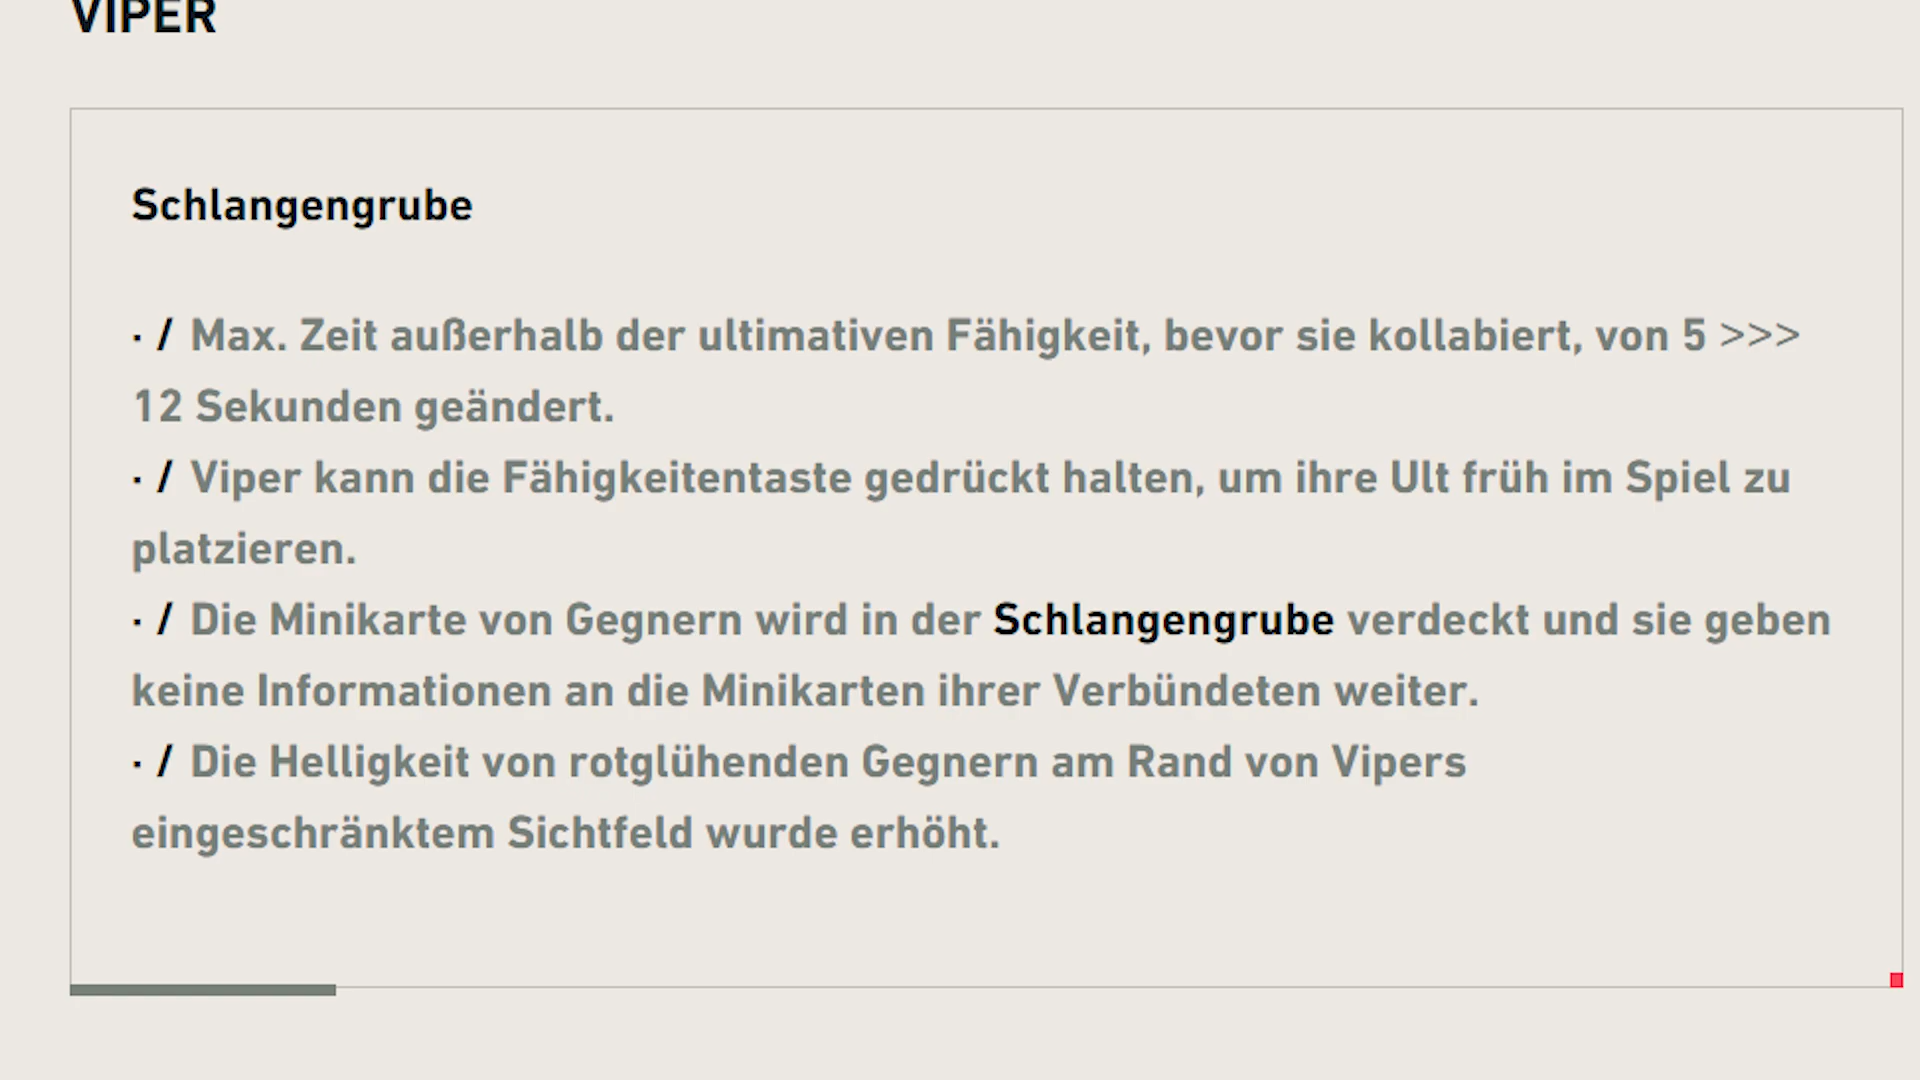 VIPER
Schlangengrube
· / Max. Zeit außerhalb der ultimativen Fähigkeit, bevor sie kollabiert, von 5 >>>
12 Sekunden geändert.
· / Viper kann die Fähigkeitentaste gedrückt halten, um ihre Ult früh im Spiel zu
platzieren.
· / Die Minikarte von Gegnern wird in der Schlangengrube verdeckt und sie geben
keine Informationen an die Minikarten ihrer Verbündeten weiter.
· / Die Helligkeit von rotglühenden Gegnern am Rand von Vipers
eingeschränktem Sichtfeld wurde erhöht.